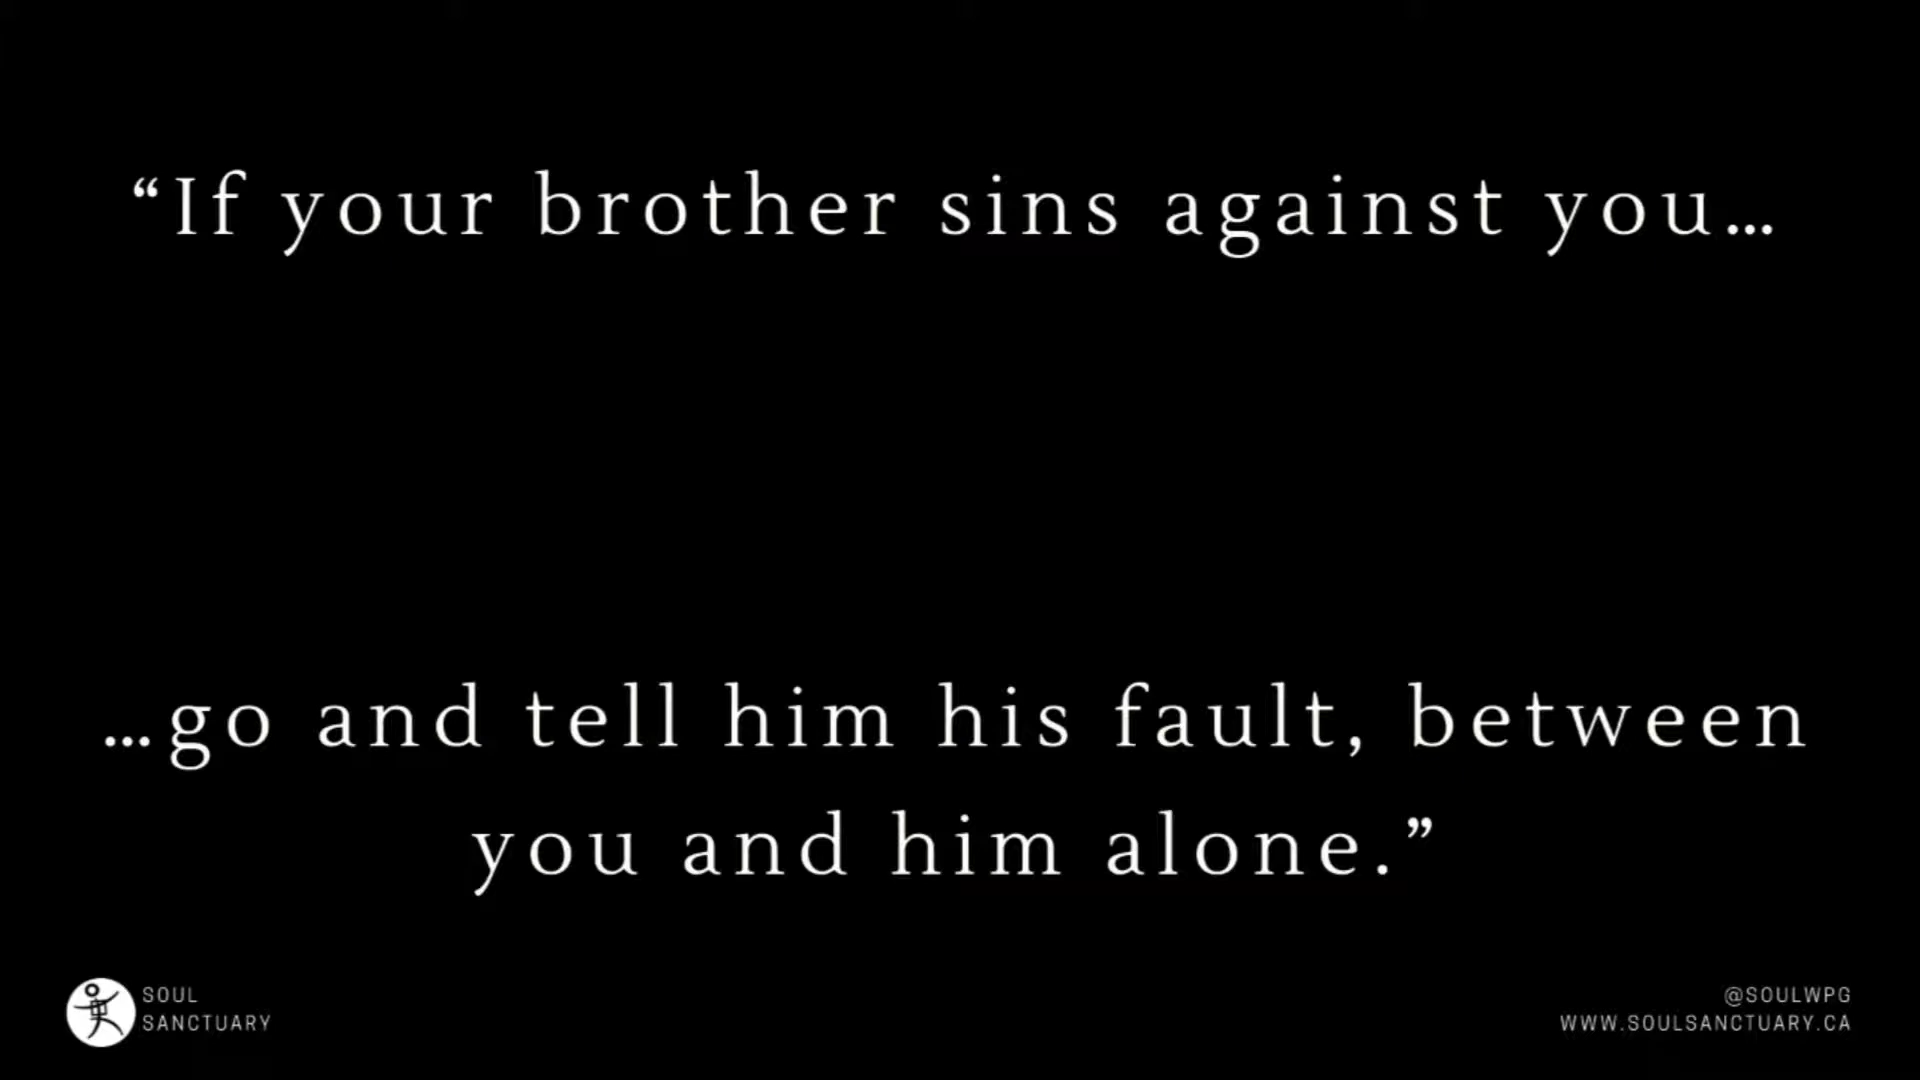 “If your brother sins against you…
…go and tell him his fault, between
you and him alone.”
SOUL
SANCTUARY
@SOULWPG
WWW.SOULSANCTUARY.CA